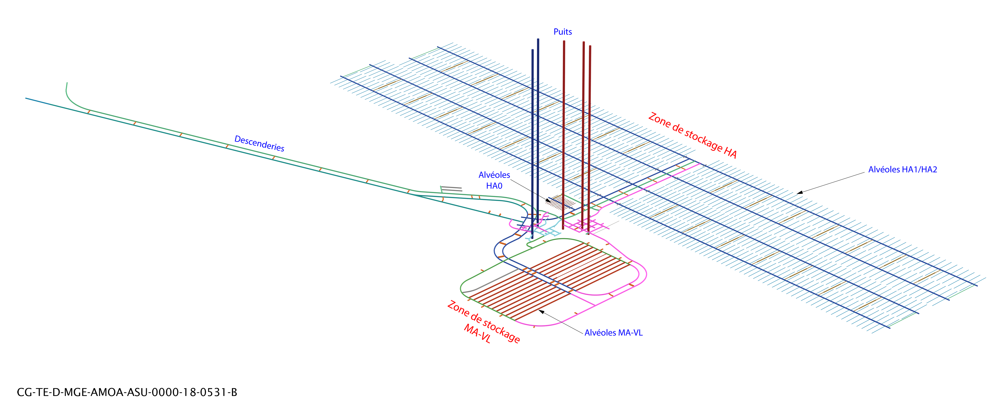 Puits
Zone de stockage HA
Descenderies
Alvéoles HA1/HA2
Alvéoles
HA0
Zone de stockage
MA-VL
Alvéoles MA-VL
CG-TE-D-MGE-AMOA-ASU-0000-18-0531-B